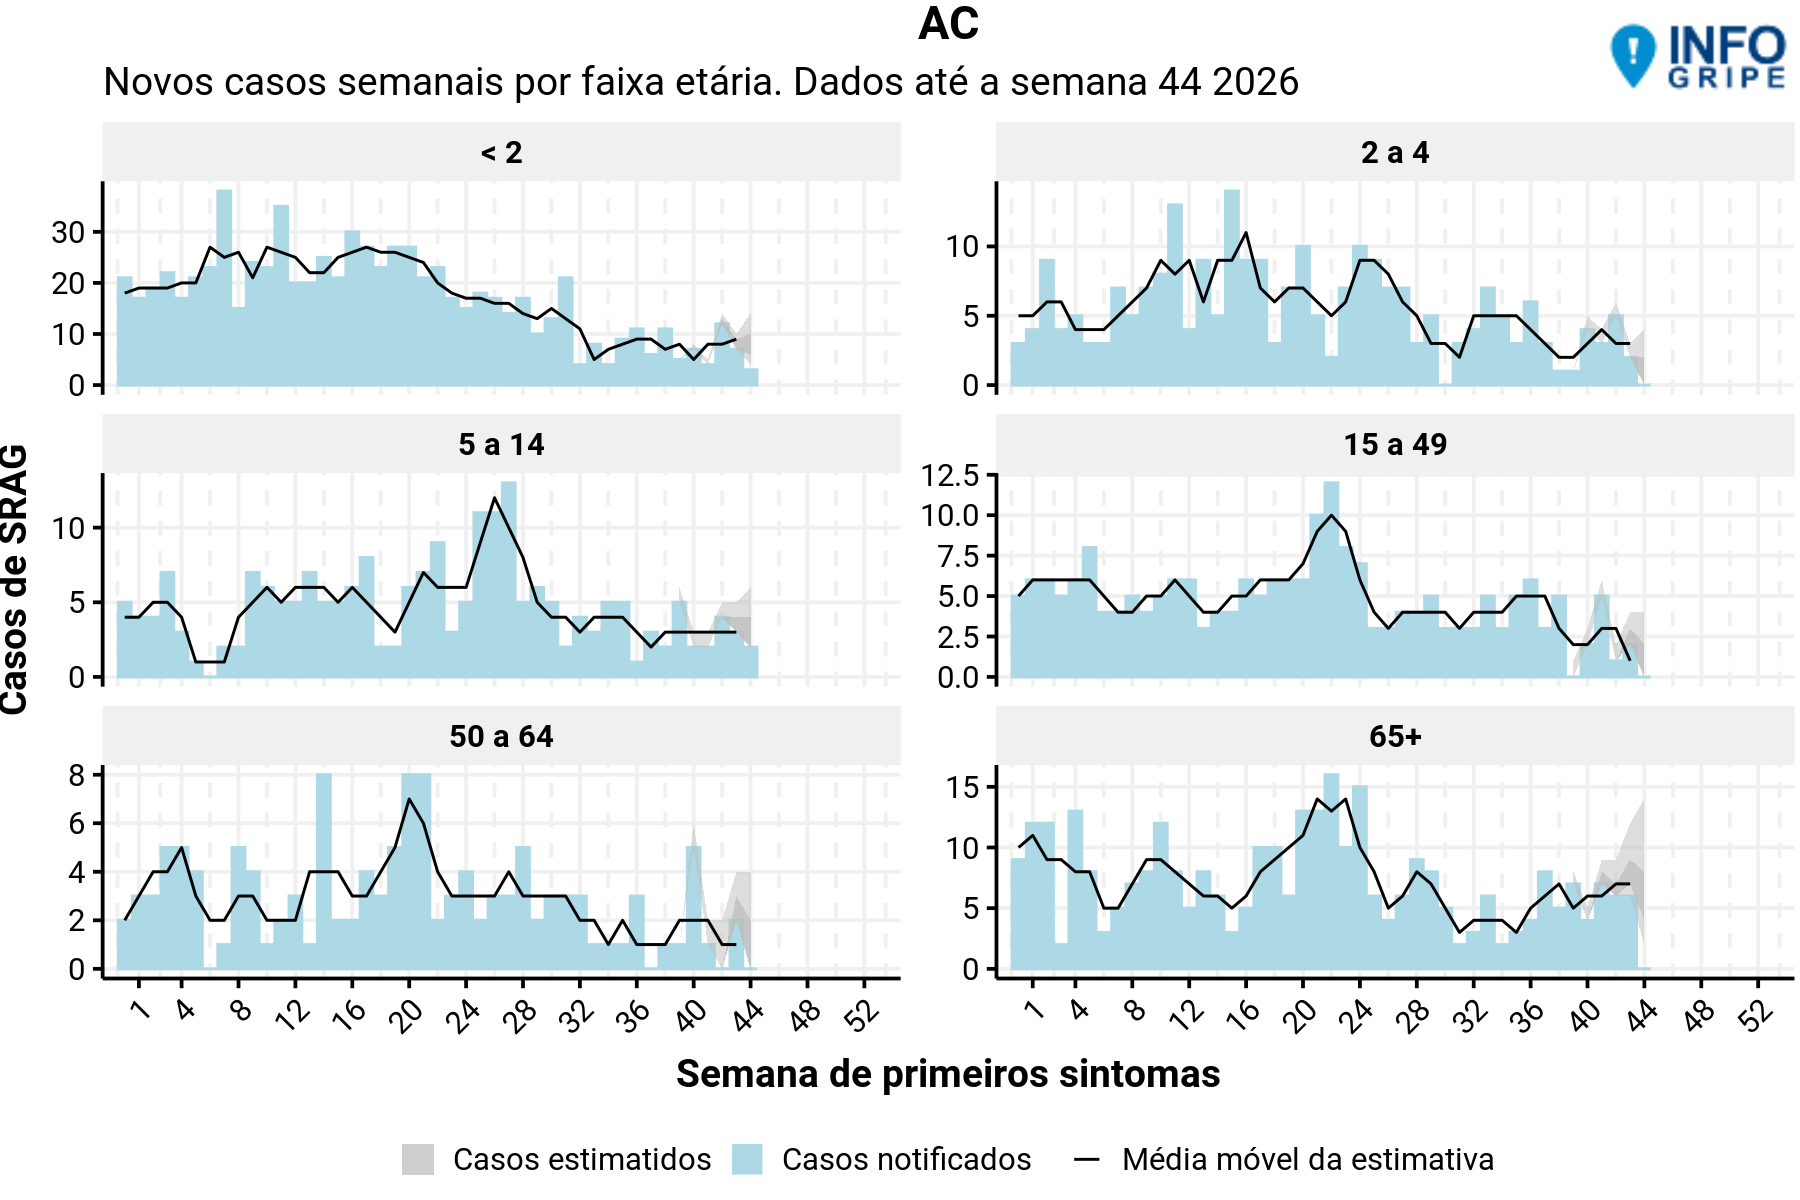 AC
INFO
GRIPE
Novos casos semanais por faixa etária. Dados até a semana 44 2026
< 2
2 a 4
30
20
10
0
10
5
0
5 a 14
15 a 49
10
5
0
12.5
10.0
7.5
5.0
2.5
0.0
Casos de SRAG
50 a 64
65+
8
6
4
2
0
15
10
5
0
1 4 8 12 16 20 24 28 32 36 40 44 48 52
1 4 8 12 16 20 24 28 32 36 40 44 48 52
Semana de primeiros sintomas
Casos estimatidos Casos notificados Média móvel da estimativa